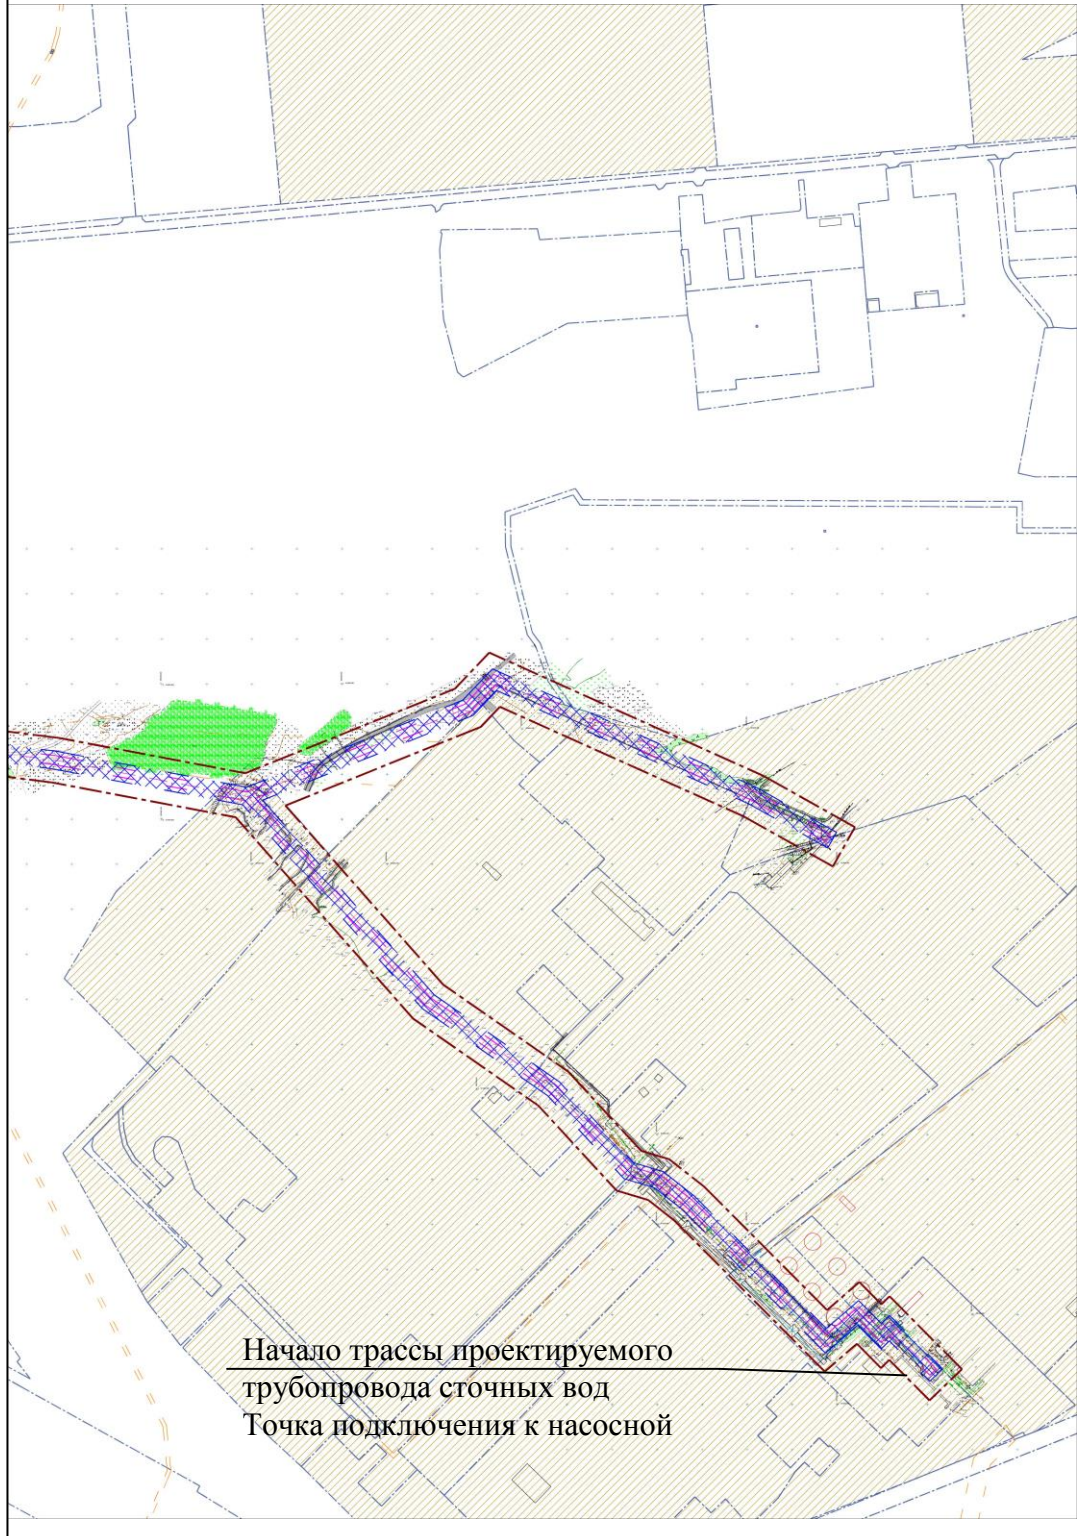 Начало трассы проектируемого
трубопровода сточных вод
Точка подключения к насосной